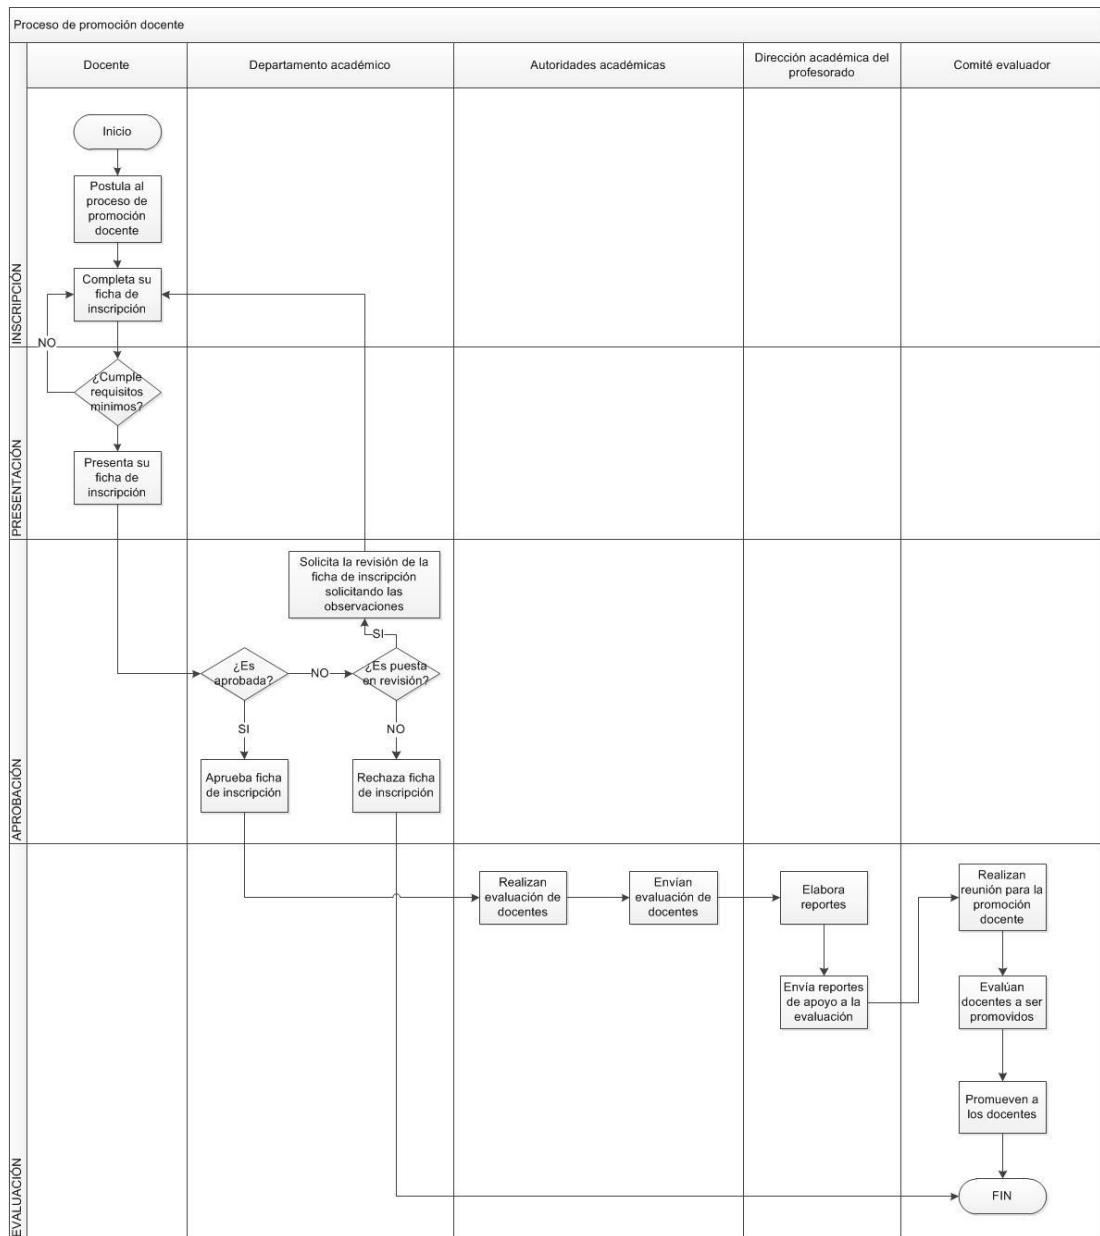 Proceso de promoción docente
Docente
Departamento académico
Autoridades académicas
Dirección académica del
profesorado
Comité evaluador
INSCRIPCIÓN
Inicio
Postula al
proceso de
promoción
docente
Completa su
ficha de
inscripción
NO
PRESENTACIÓN
¿Cumple
requisitos
minimos?
Presenta su
ficha de
inscripción
APROBACIÓN
Solicita la revisión de la
ficha de inscripción
solicitando las
observaciones
SI
¿Es
aprobada?
NO
¿Es puesta
en revisión?
SI
NO
Aprueba ficha
de inscripción
Rechaza ficha
de inscripción
EVALUACIÓN
Realizan
evaluación de
docentes
Envían
evaluación de
docentes
Elabora
reportes
Realizan
reunión para la
promoción
docente
Envía reportes
de apoyo a la
evaluación
Evalúan
docentes a ser
promovidos
Promueven a
los docentes
FIN